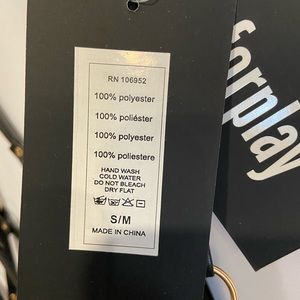 RN 106952
100% polyester
100% poliéster
100% polyester
100% poliestere
HAND WASH
COLD WATER
DO NOT BLEACH
DRY FLAT
S/M
MADE IN CHINA
forplay